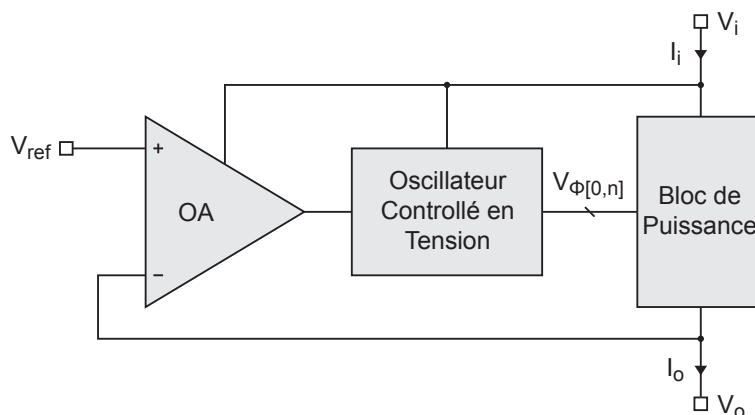 V_i
I_i
V_ref
+
OA
−
Oscillateur
Controllé en
Tension
V_Φ[0,n]
Bloc de
Puissance
I_o
V_o